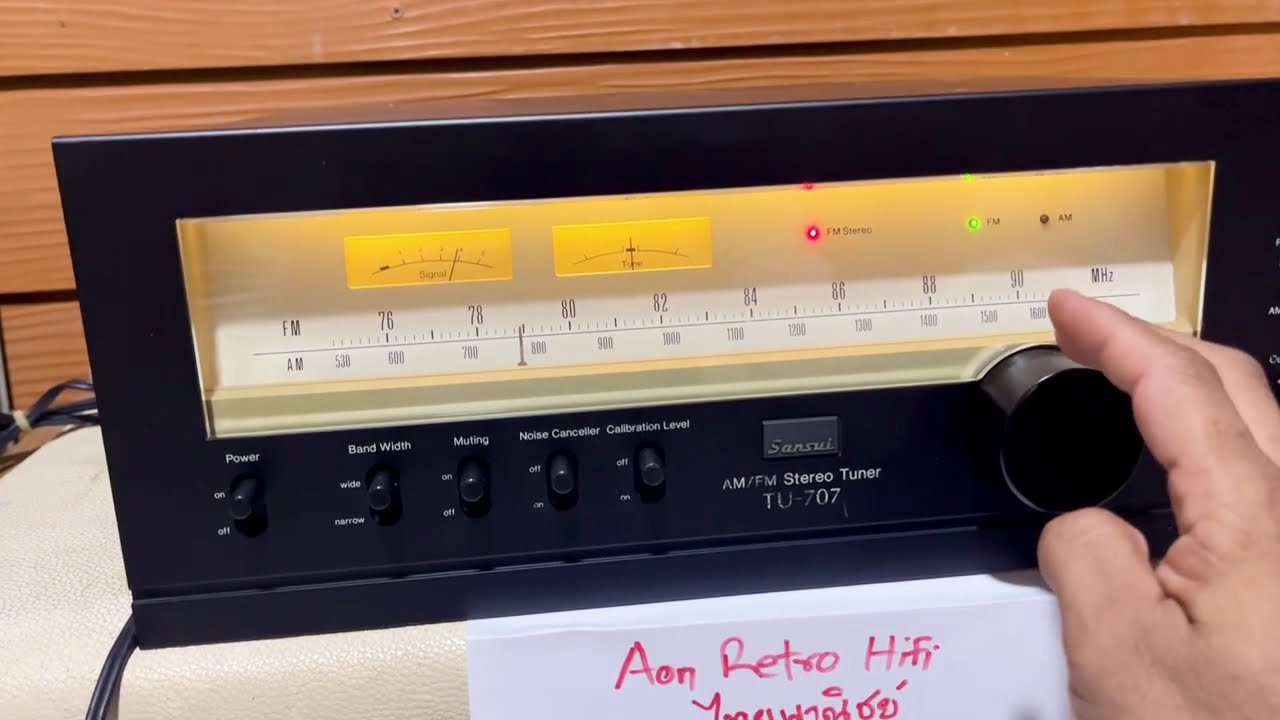 Signal
Tune
FM Stereo
FM
AM
FM 76 78 80 82 84 86 88 90 MHz
AM 530 600 700 800 900 1000 1100 1200 1300 1400 1500 1600
Power
on
off
Band Width
wide
narrow
Muting
on
off
Noise Canceller
off
on
Calibration Level
off
on
Sansui
AM/FM Stereo Tuner
TU-707
Aon Retro Hifi